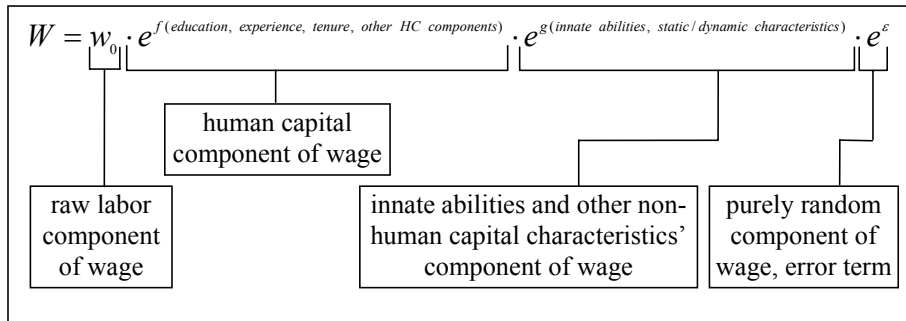 W = w₀ · e^{f(education, experience, tenure, other HC components)} · e^{g(innate abilities, static/dynamic characteristics)} · e^ε
human capital
component of wage
raw labor
component
of wage
innate abilities and other non-
human capital characteristics’
component of wage
purely random
component of
wage, error term